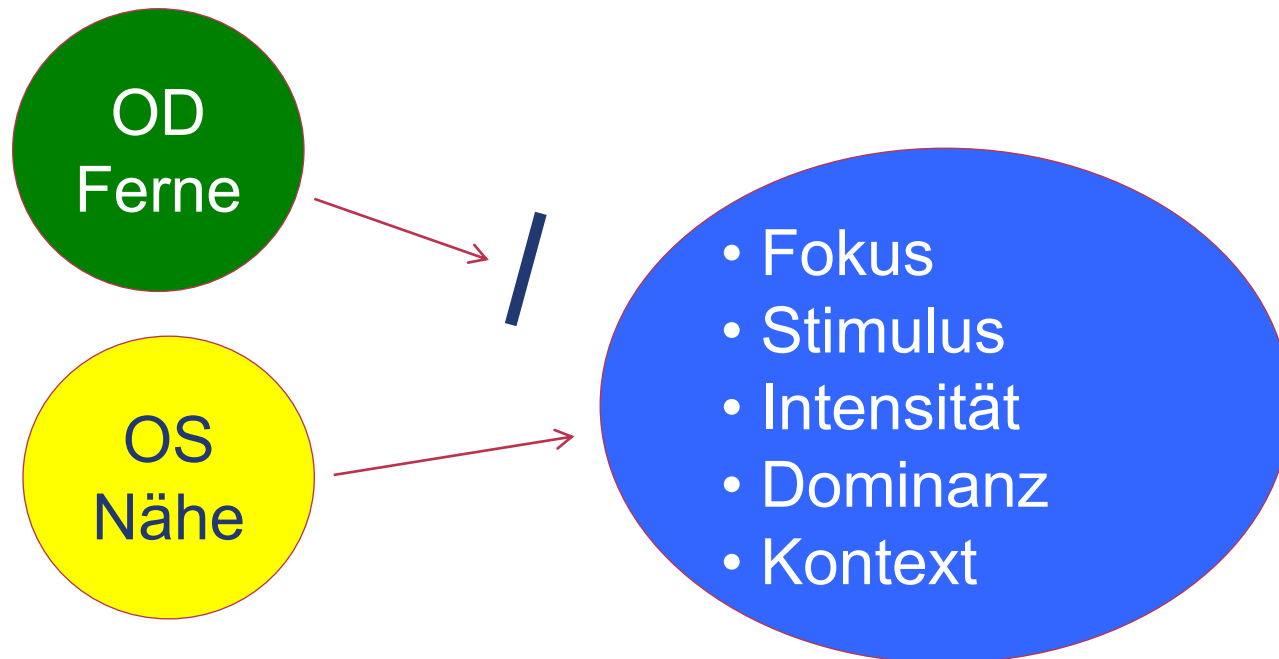 OD
Ferne
OS
Nähe
• Fokus
• Stimulus
• Intensität
• Dominanz
• Kontext